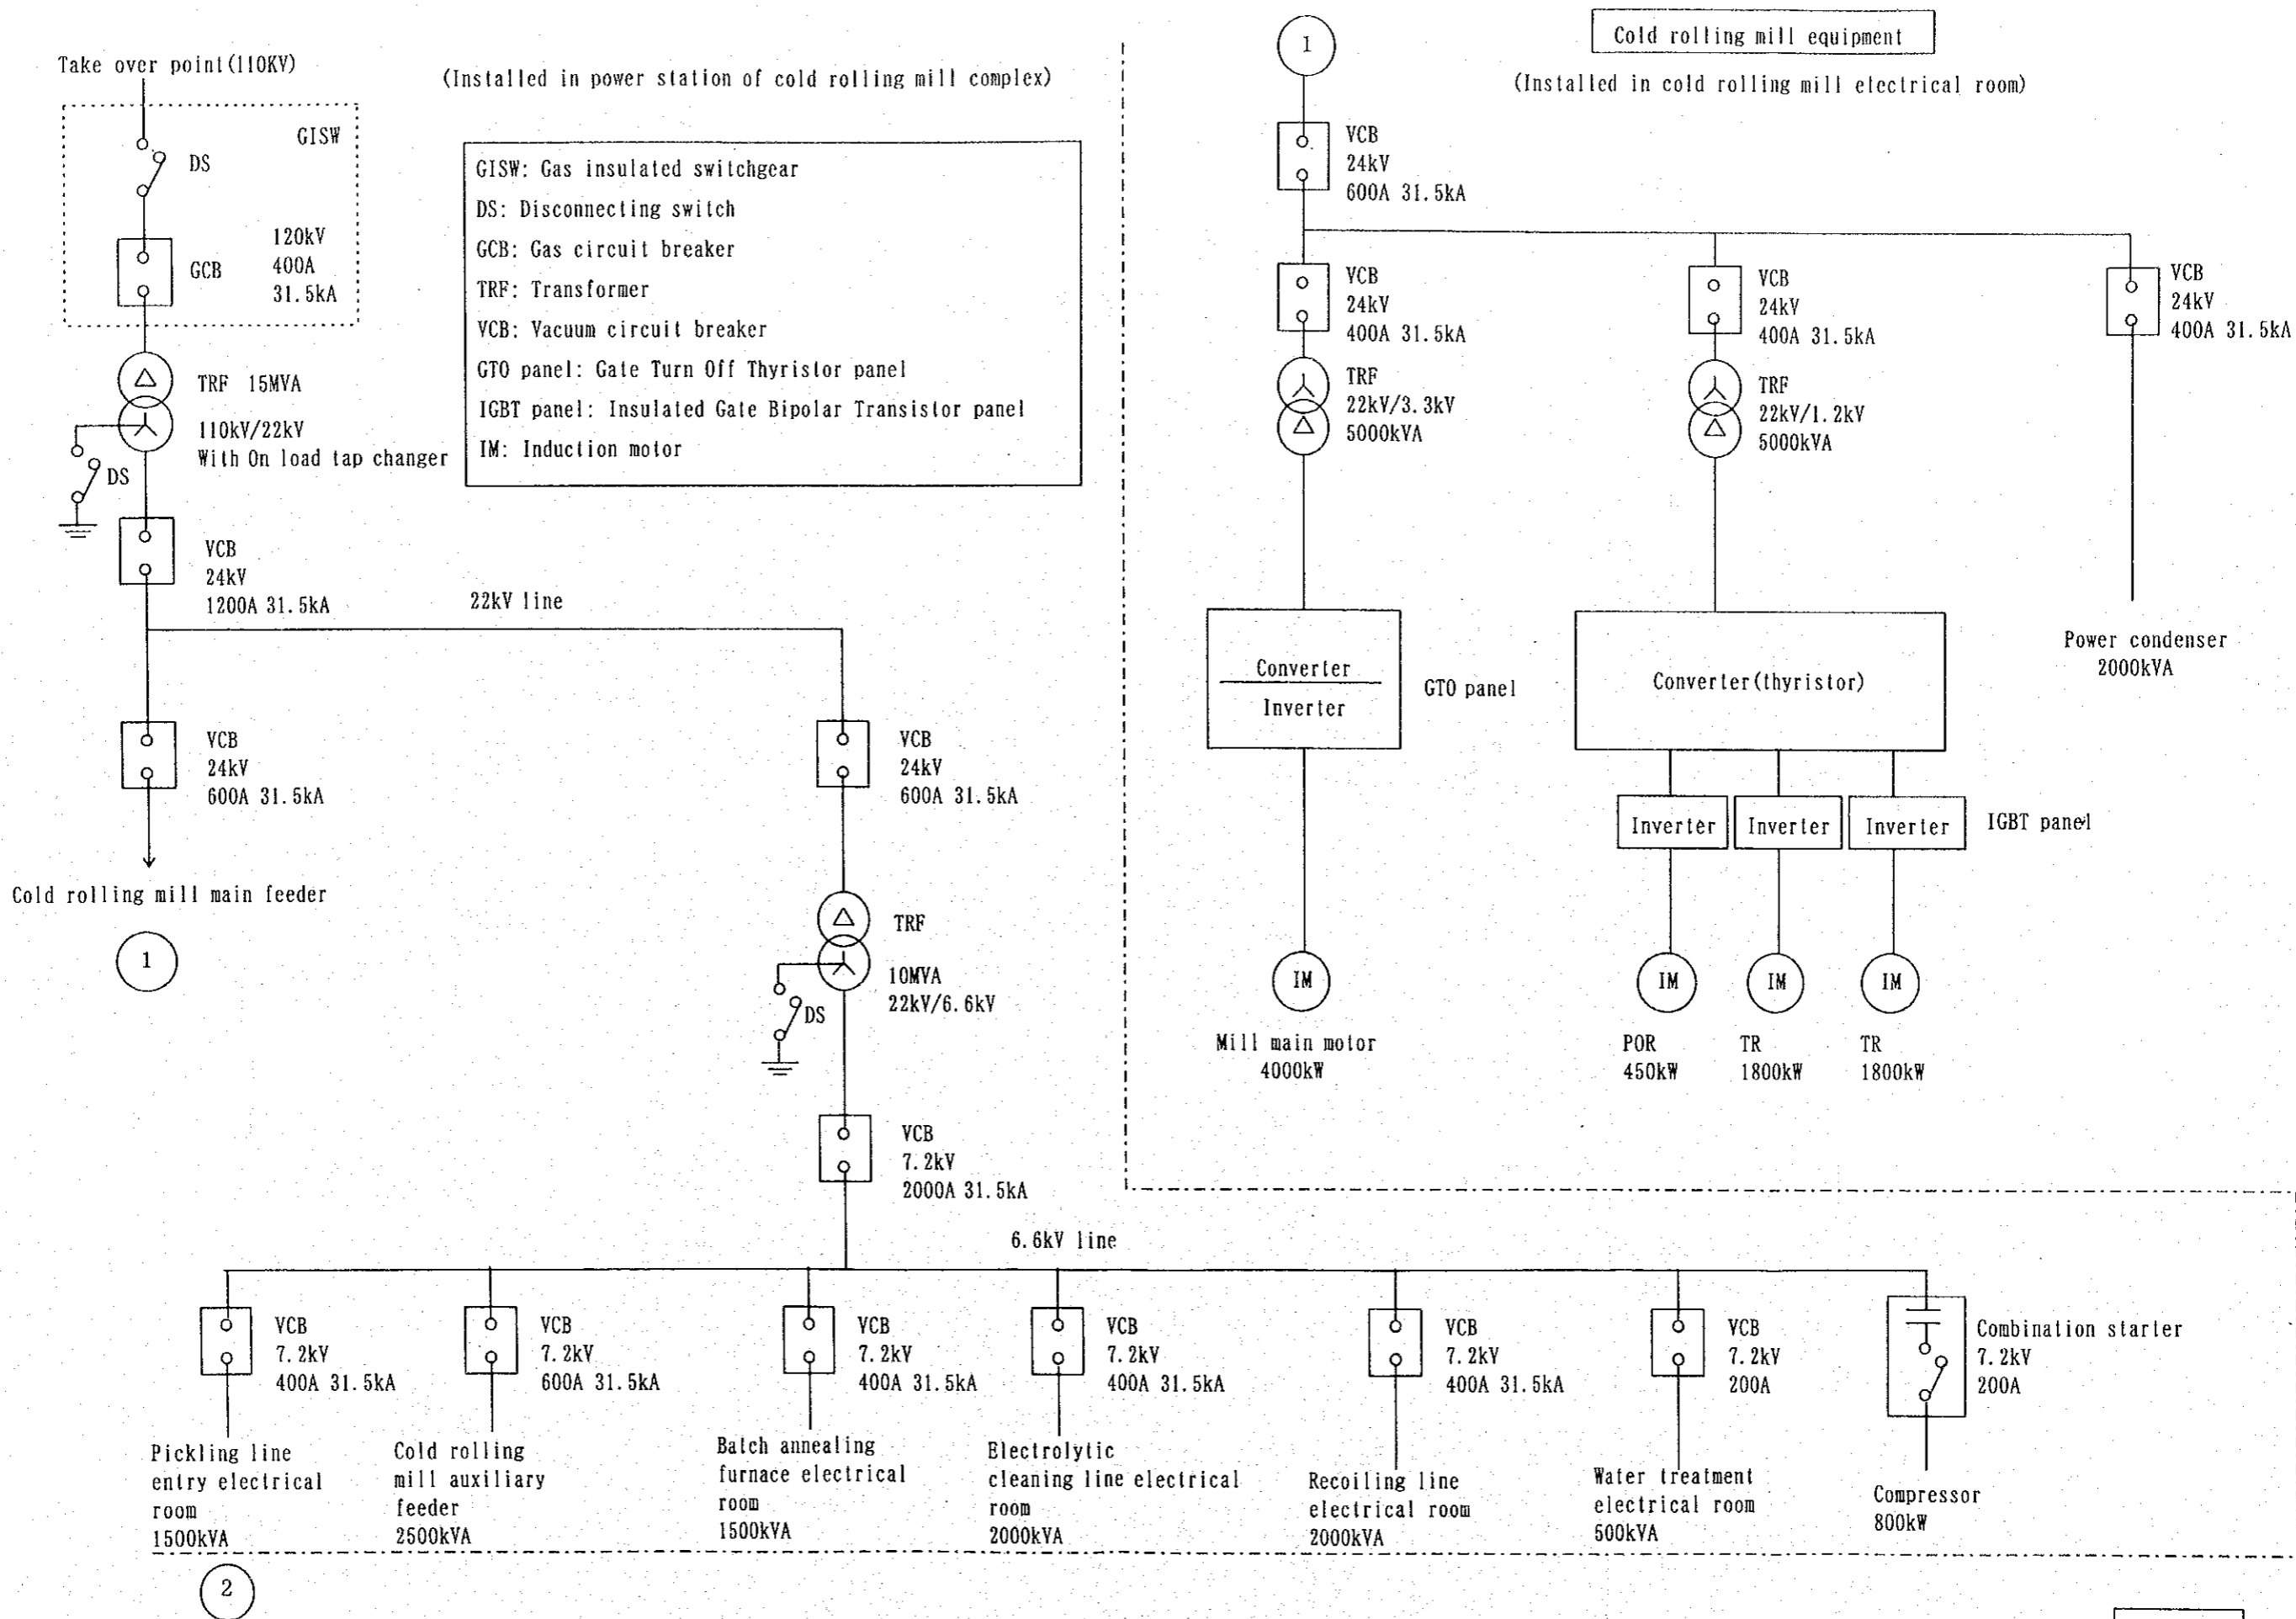 Take over point(110KV)
(Installed in power station of cold rolling mill complex)
GISW
DS
120kV
400A
31.5kA
GCB
TRF 15MVA
110kV/22kV
With On load tap changer
DS
VCB
24kV
1200A 31.5kA
22kV line
VCB
24kV
600A 31.5kA
Cold rolling mill main feeder
1
VCB
24kV
600A 31.5kA
TRF
10MVA
22kV/6.6kV
DS
VCB
7.2kV
2000A 31.5kA
6.6kV line
GISW: Gas insulated switchgear
DS: Disconnecting switch
GCB: Gas circuit breaker
TRF: Transformer
VCB: Vacuum circuit breaker
GTO panel: Gate Turn Off Thyristor panel
IGBT panel: Insulated Gate Bipolar Transistor panel
IM: Induction motor
1
Cold rolling mill equipment
(Installed in cold rolling mill electrical room)
VCB
24kV
600A 31.5kA
VCB
24kV
400A 31.5kA
TRF
22kV/3.3kV
5000kVA
Converter
Inverter
GTO panel
IM
Mill main motor
4000kW
VCB
24kV
400A 31.5kA
TRF
22kV/1.2kV
5000kVA
Converter(thyristor)
Inverter
Inverter
Inverter
IGBT panel
IM
IM
IM
POR
450kW
TR
1800kW
TR
1800kW
VCB
24kV
400A 31.5kA
Power condenser
2000kVA
VCB
7.2kV
400A 31.5kA
Pickling line
entry electrical
room
1500kVA
VCB
7.2kV
600A 31.5kA
Cold rolling
mill auxiliary
feeder
2500kVA
VCB
7.2kV
400A 31.5kA
Batch annealing
furnace electrical
room
1500kVA
VCB
7.2kV
400A 31.5kA
Electrolytic
cleaning line electrical
room
2000kVA
VCB
7.2kV
400A 31.5kA
Recoiling line
electrical room
2000kVA
VCB
7.2kV
200A
Water treatment
electrical room
500kVA
Combination starter
7.2kV
200A
Compressor
800kW
2